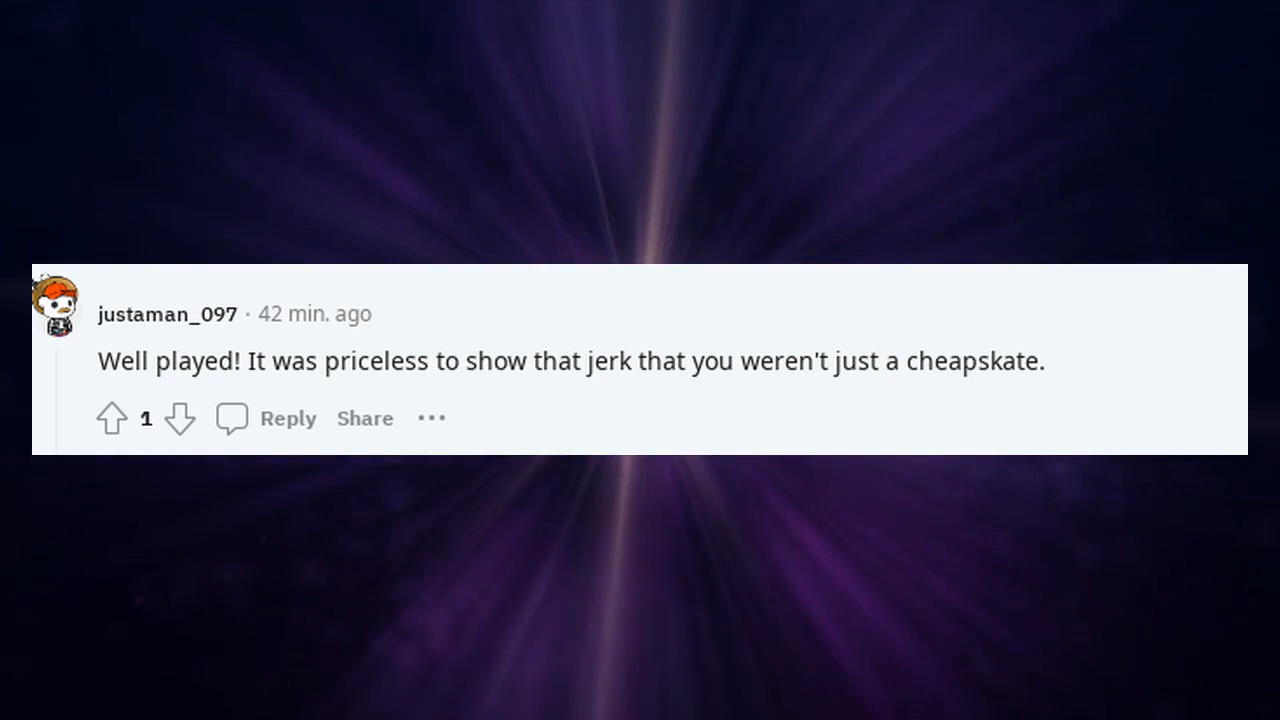 justaman_097 · 42 min. ago
Well played! It was priceless to show that jerk that you weren't just a cheapskate.
1 Reply Share •••